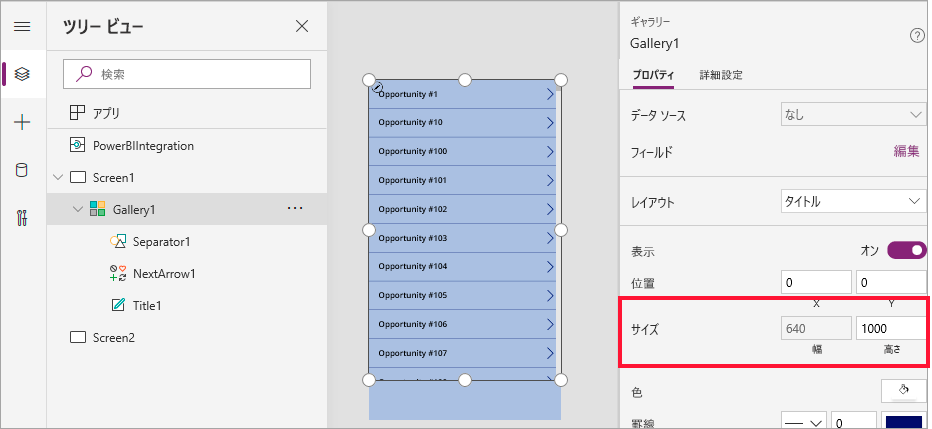 ツリー ビュー
検索
アプリ
PowerBIIntegration
Screen1
Gallery1
Separator1
NextArrow1
Title1
Screen2
Opportunity #1
Opportunity #10
Opportunity #100
Opportunity #101
Opportunity #102
Opportunity #103
Opportunity #104
Opportunity #105
Opportunity #106
Opportunity #107
ギャラリー
Gallery1
プロパティ 詳細設定
データ ソース なし
フィールド 編集
レイアウト タイトル
表示 オン
位置 0 0
X Y
サイズ 640 1000
幅 高さ
色
罫線 0